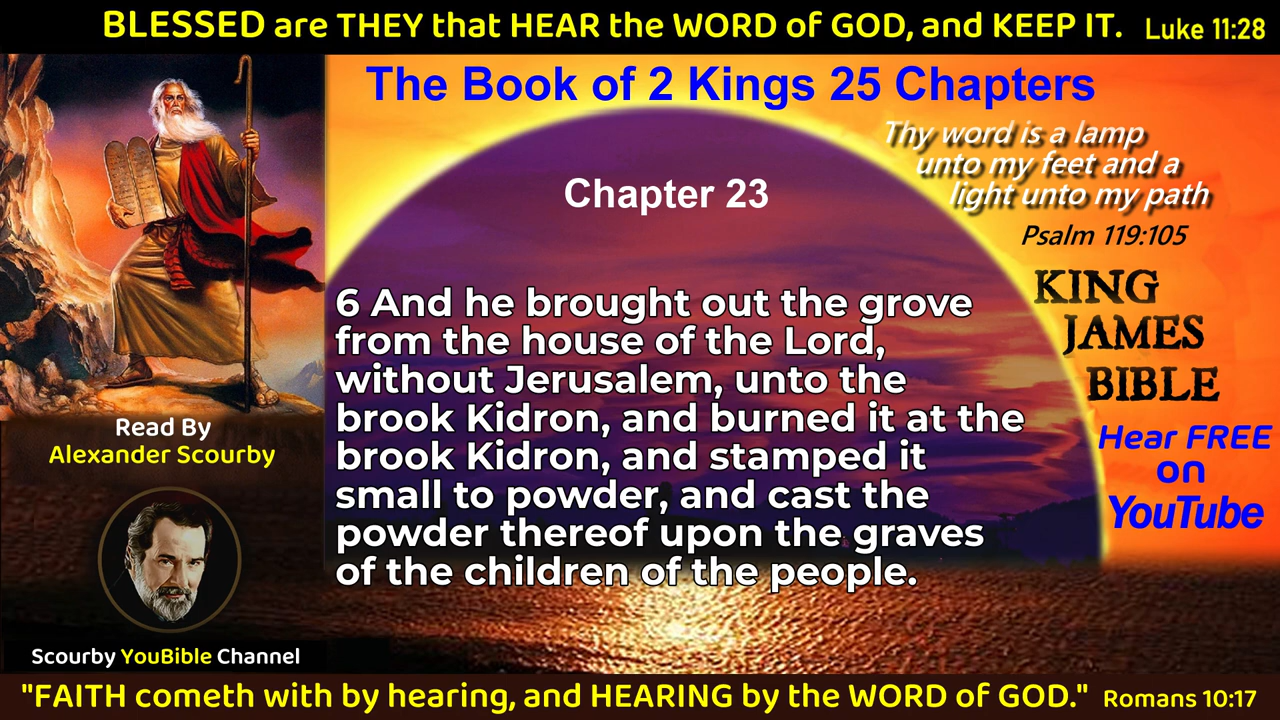 BLESSED are THEY that HEAR the WORD of GOD, and KEEP IT. Luke 11:28
The Book of 2 Kings 25 Chapters
Thy word is a lamp
unto my feet and a
light unto my path
Psalm 119:105
Chapter 23
6 And he brought out the grove
from the house of the Lord,
without Jerusalem, unto the
brook Kidron, and burned it at the
brook Kidron, and stamped it
small to powder, and cast the
powder thereof upon the graves
of the children of the people.
KING
JAMES
BIBLE
Hear FREE
on
YouTube
Read By
Alexander Scourby
Scourby YouBible Channel
"FAITH cometh with by hearing, and HEARING by the WORD of GOD." Romans 10:17